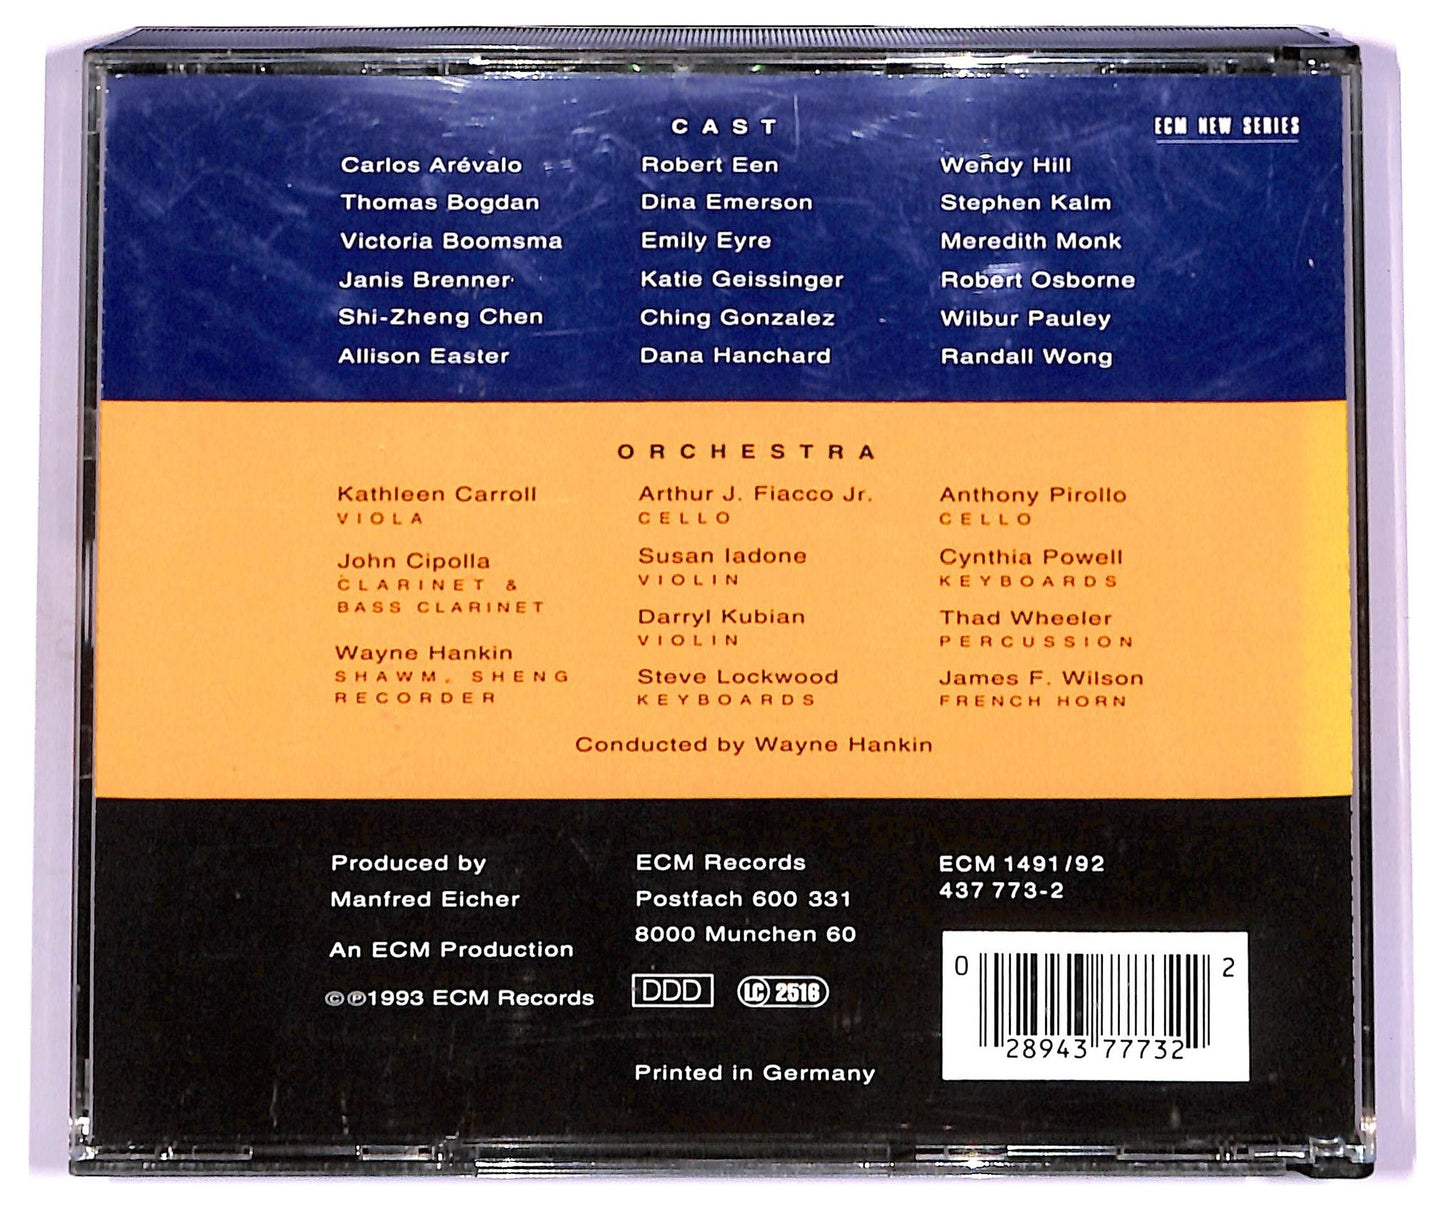 CAST
ECM NEW SERIES
Carlos Arévalo
Thomas Bogdan
Victoria Boomsma
Janis Brenner
Shi-Zheng Chen
Allison Easter
Robert Een
Dina Emerson
Emily Eyre
Katie Geissinger
Ching Gonzalez
Dana Hanchard
Wendy Hill
Stephen Kalm
Meredith Monk
Robert Osborne
Wilbur Pauley
Randall Wong
ORCHESTRA
Kathleen Carroll
VIOLA
John Cipolla
CLARINET &
BASS CLARINET
Wayne Hankin
SHAWM, SHENG
RECORDER
Arthur J. Fiacco Jr.
CELLO
Susan Iadone
VIOLIN
Darryl Kubian
VIOLIN
Steve Lockwood
KEYBOARDS
Anthony Pirollo
CELLO
Cynthia Powell
KEYBOARDS
Thad Wheeler
PERCUSSION
James F. Wilson
FRENCH HORN
Conducted by Wayne Hankin
Produced by
Manfred Eicher
An ECM Production
©℗1993 ECM Records
ECM Records
Postfach 600 331
8000 Munchen 60
DDD LC 2516
Printed in Germany
ECM 1491/92
437 773-2
0 28943 77732 2